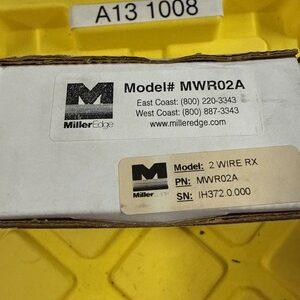 A13 1008
Model# MWR02A
East Coast: (800) 220-3343
West Coast: (800) 887-3343
www.milleredge.com
MillerEdge
Model: 2 WIRE RX
PN: MWR02A
SN: IH372.0.000
Miller